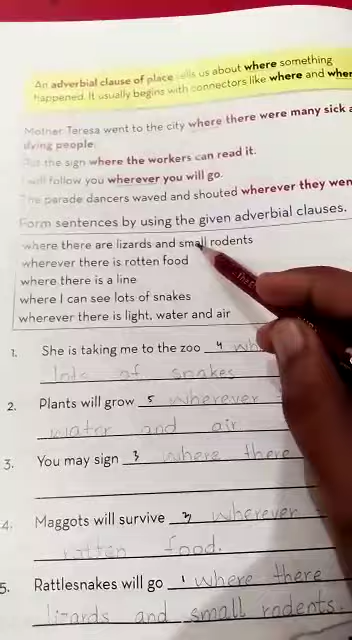 An adverbial clause of place tells us about where something
happened. It usually begins with connectors like where and
Mother Teresa went to the city where there were many sick
dying people.
the sign where the workers can read it.
I will follow you wherever you will go.
The parade dancers waved and shouted wherever they
Form sentences by using the given adverbial clauses.
where there are lizards and small rodents
wherever there is rotten food
where there is a line
where I can see lots of snakes
wherever there is light, water and air
1. She is taking me to the zoo 4
lots of snakes
2. Plants will grow 5 wherever
water and air
3. You may sign 3 where there
4. Maggots will survive wherever
rotten food.
5. Rattlesnakes will go 1 where there
lizards and small rodents.